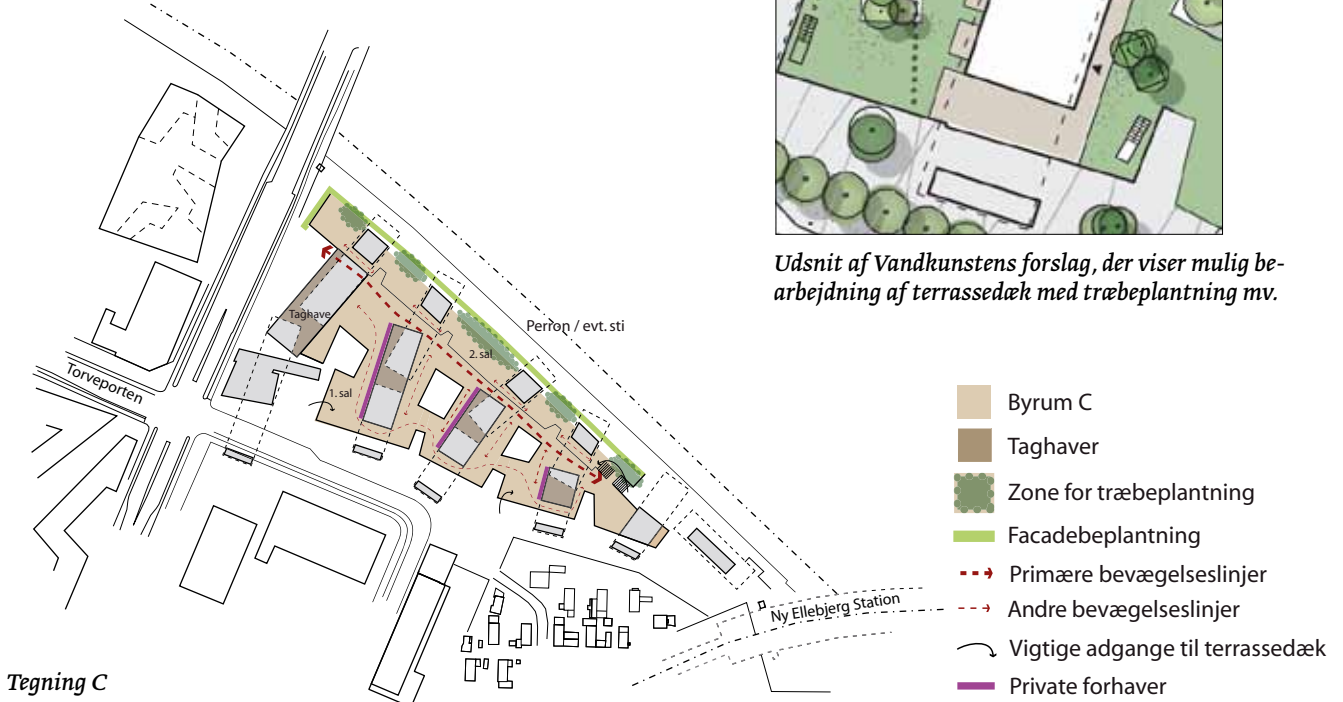 Udsnit af Vandkunstens forslag, der viser mulig be-
arbejdning af terrassedæk med træbeplantning mv.
Taghave
Perron / evt. sti
2. sal
Torveporten
1. sal
Ny Ellebjerg Station
Byrum C
Taghaver
Zone for træbeplantning
Facadebeplantning
Primære bevægelseslinjer
Andre bevægelseslinjer
Vigtige adgange til terrassedæk
Private forhaver
Tegning C